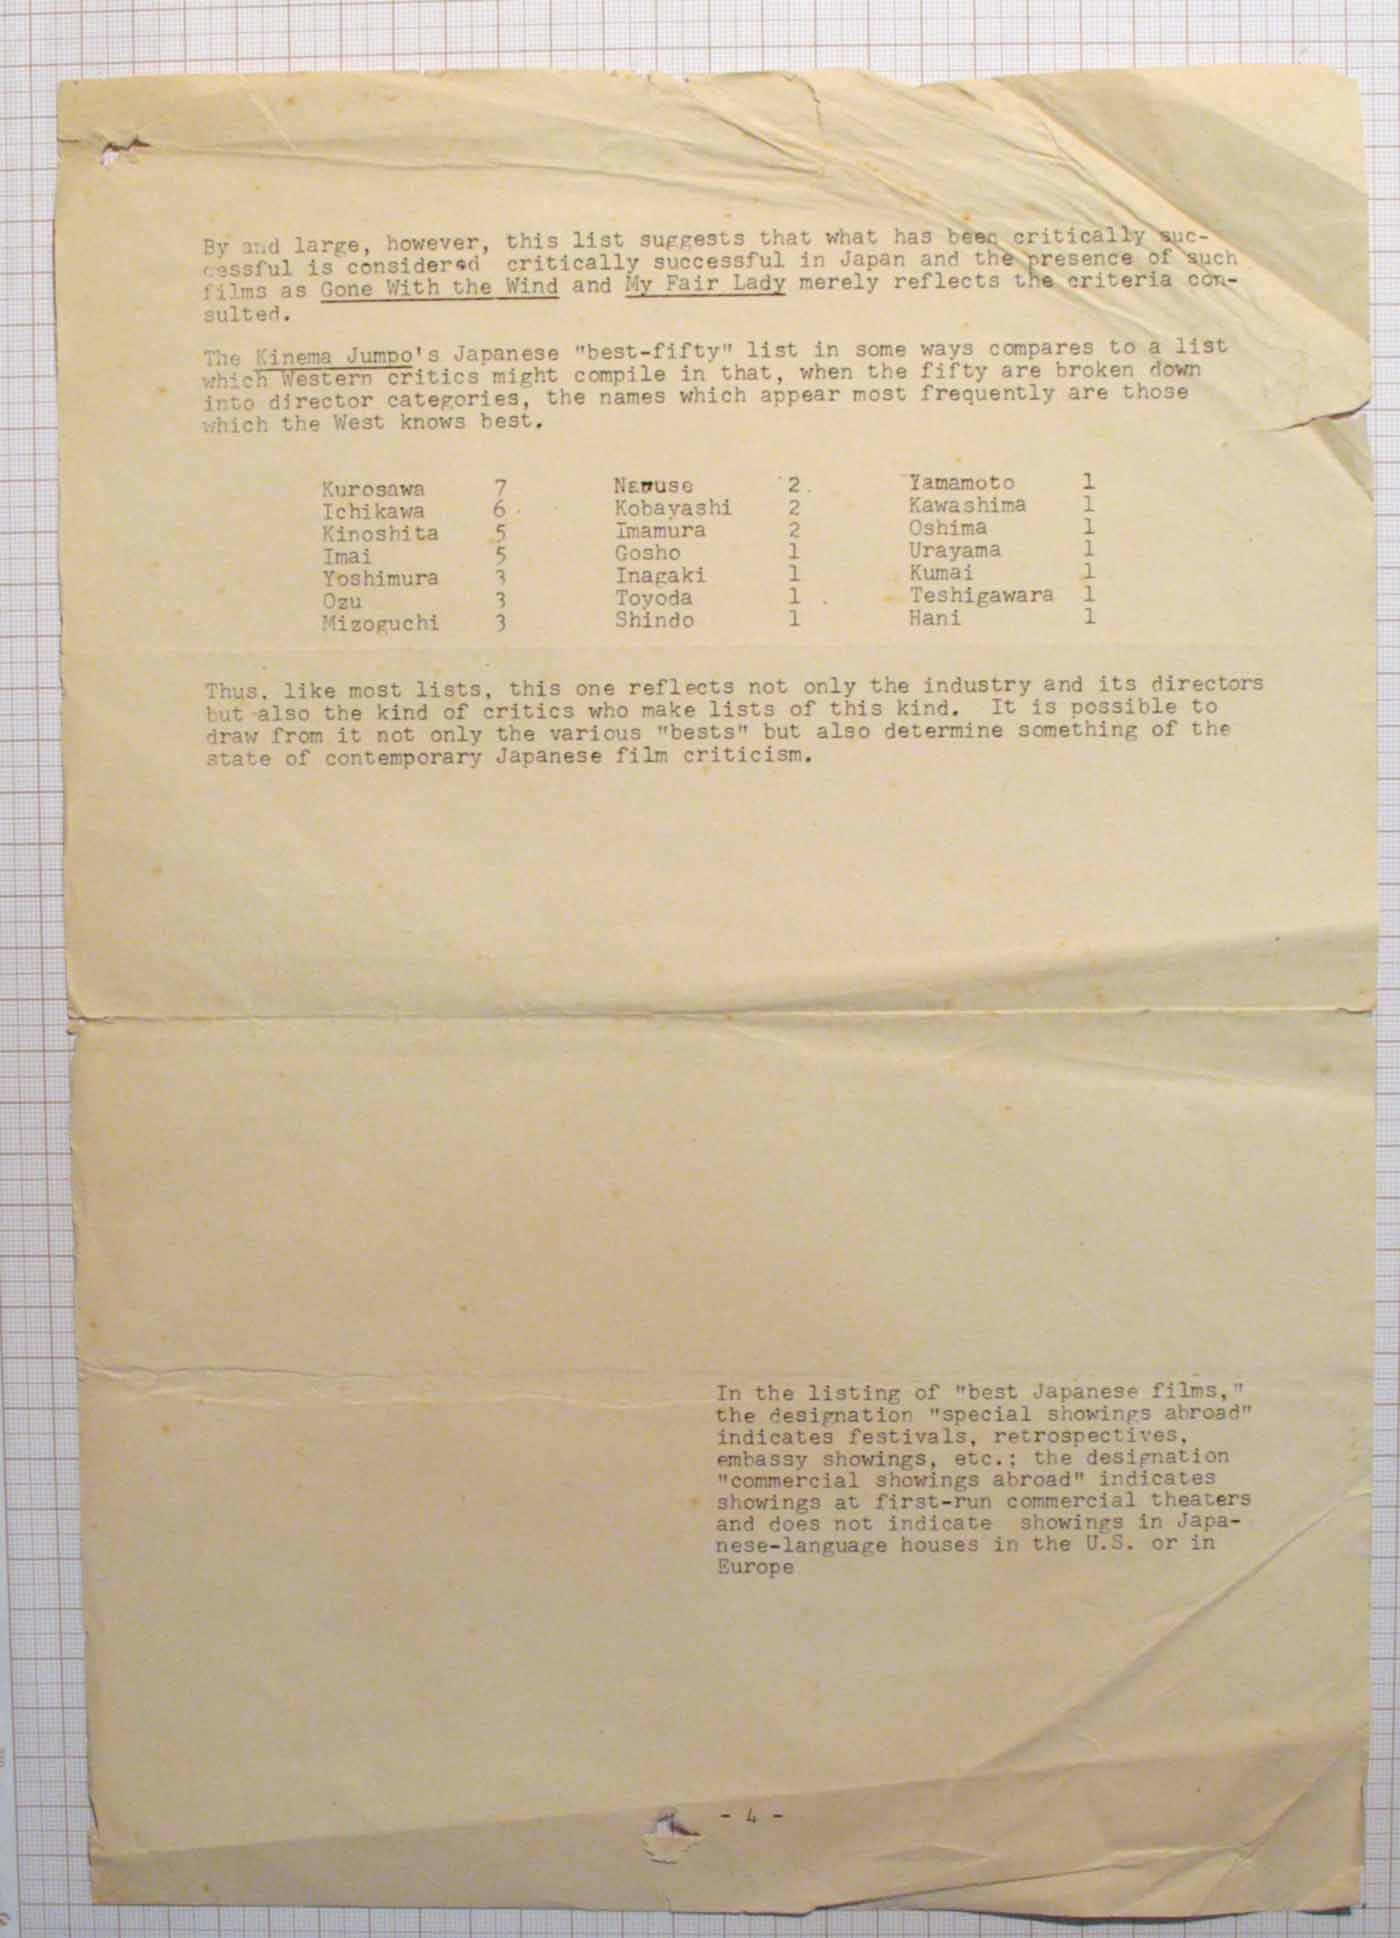 By and large, however, this list suggests that what has been critically suc-
cessful is considered critically successful in Japan and the presence of such
films as Gone With the Wind and My Fair Lady merely reflects the criteria con-
sulted.
The Kinema Jumpo's Japanese "best-fifty" list in some ways compares to a list
which Western critics might compile in that, when the fifty are broken down
into director categories, the names which appear most frequently are those
which the West knows best.
Kurosawa 7 Naruse 2 Yamamoto 1
Ichikawa 6 Kobayashi 2 Kawashima 1
Kinoshita 5 Imamura 2 Oshima 1
Imai 5 Gosho 1 Urayama 1
Yoshimura 3 Inagaki 1 Kumai 1
Ozu 3 Toyoda 1 Teshigawara 1
Mizoguchi 3 Shindo 1 Hani 1
Thus, like most lists, this one reflects not only the industry and its directors
but also the kind of critics who make lists of this kind. It is possible to
draw from it not only the various "bests" but also determine something of the
state of contemporary Japanese film criticism.
In the listing of "best Japanese films,"
the designation "special showings abroad"
indicates festivals, retrospectives,
embassy showings, etc.; the designation
"commercial showings abroad" indicates
showings at first-run commercial theaters
and does not indicate showings in Japa-
nese-language houses in the U.S. or in
Europe
- 4 -